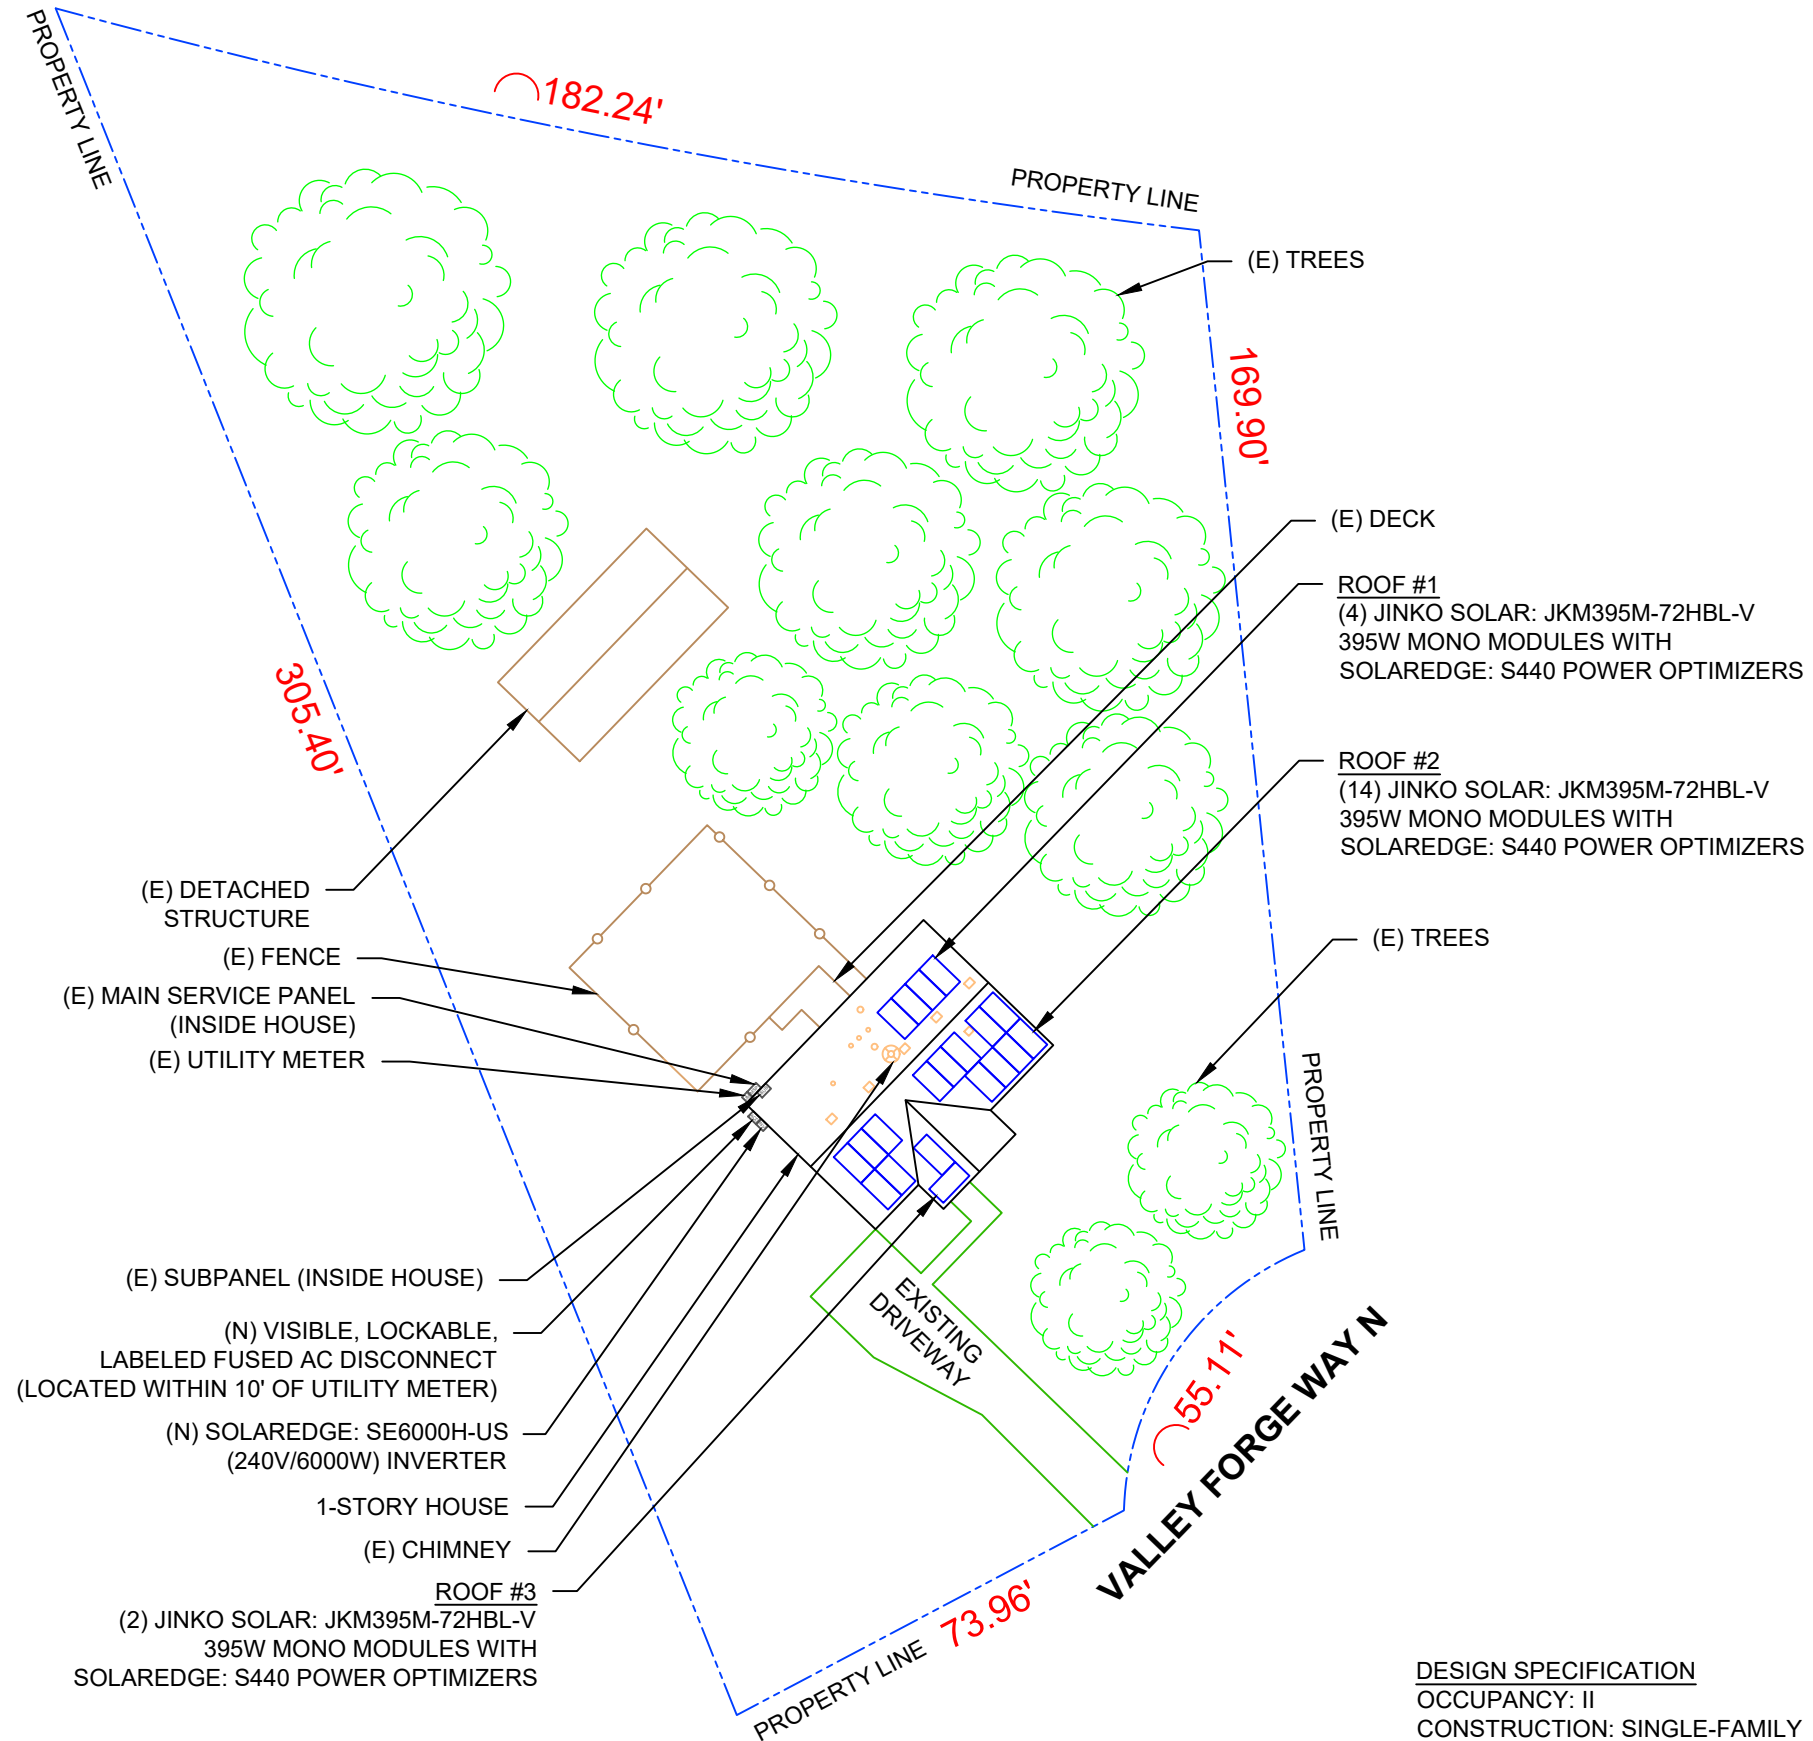 PROPERTY LINE
182.24'
PROPERTY LINE
(E) TREES
169.90'
(E) DECK
ROOF #1
(4) JINKO SOLAR: JKM395M-72HBL-V
395W MONO MODULES WITH
SOLAREDGE: S440 POWER OPTIMIZERS
305.40'
ROOF #2
(14) JINKO SOLAR: JKM395M-72HBL-V
395W MONO MODULES WITH
SOLAREDGE: S440 POWER OPTIMIZERS
(E) DETACHED
STRUCTURE
(E) TREES
(E) FENCE
(E) MAIN SERVICE PANEL
(INSIDE HOUSE)
(E) UTILITY METER
PROPERTY LINE
(E) SUBPANEL (INSIDE HOUSE)
(N) VISIBLE, LOCKABLE,
LABELED FUSED AC DISCONNECT
(LOCATED WITHIN 10' OF UTILITY METER)
EXISTING
DRIVEWAY
55.11'
VALLEY FORGE WAY N
(N) SOLAREDGE: SE6000H-US
(240V/6000W) INVERTER
1-STORY HOUSE
(E) CHIMNEY
ROOF #3
(2) JINKO SOLAR: JKM395M-72HBL-V
395W MONO MODULES WITH
SOLAREDGE: S440 POWER OPTIMIZERS
73.96'
PROPERTY LINE
DESIGN SPECIFICATION
OCCUPANCY: II
CONSTRUCTION: SINGLE-FAMILY